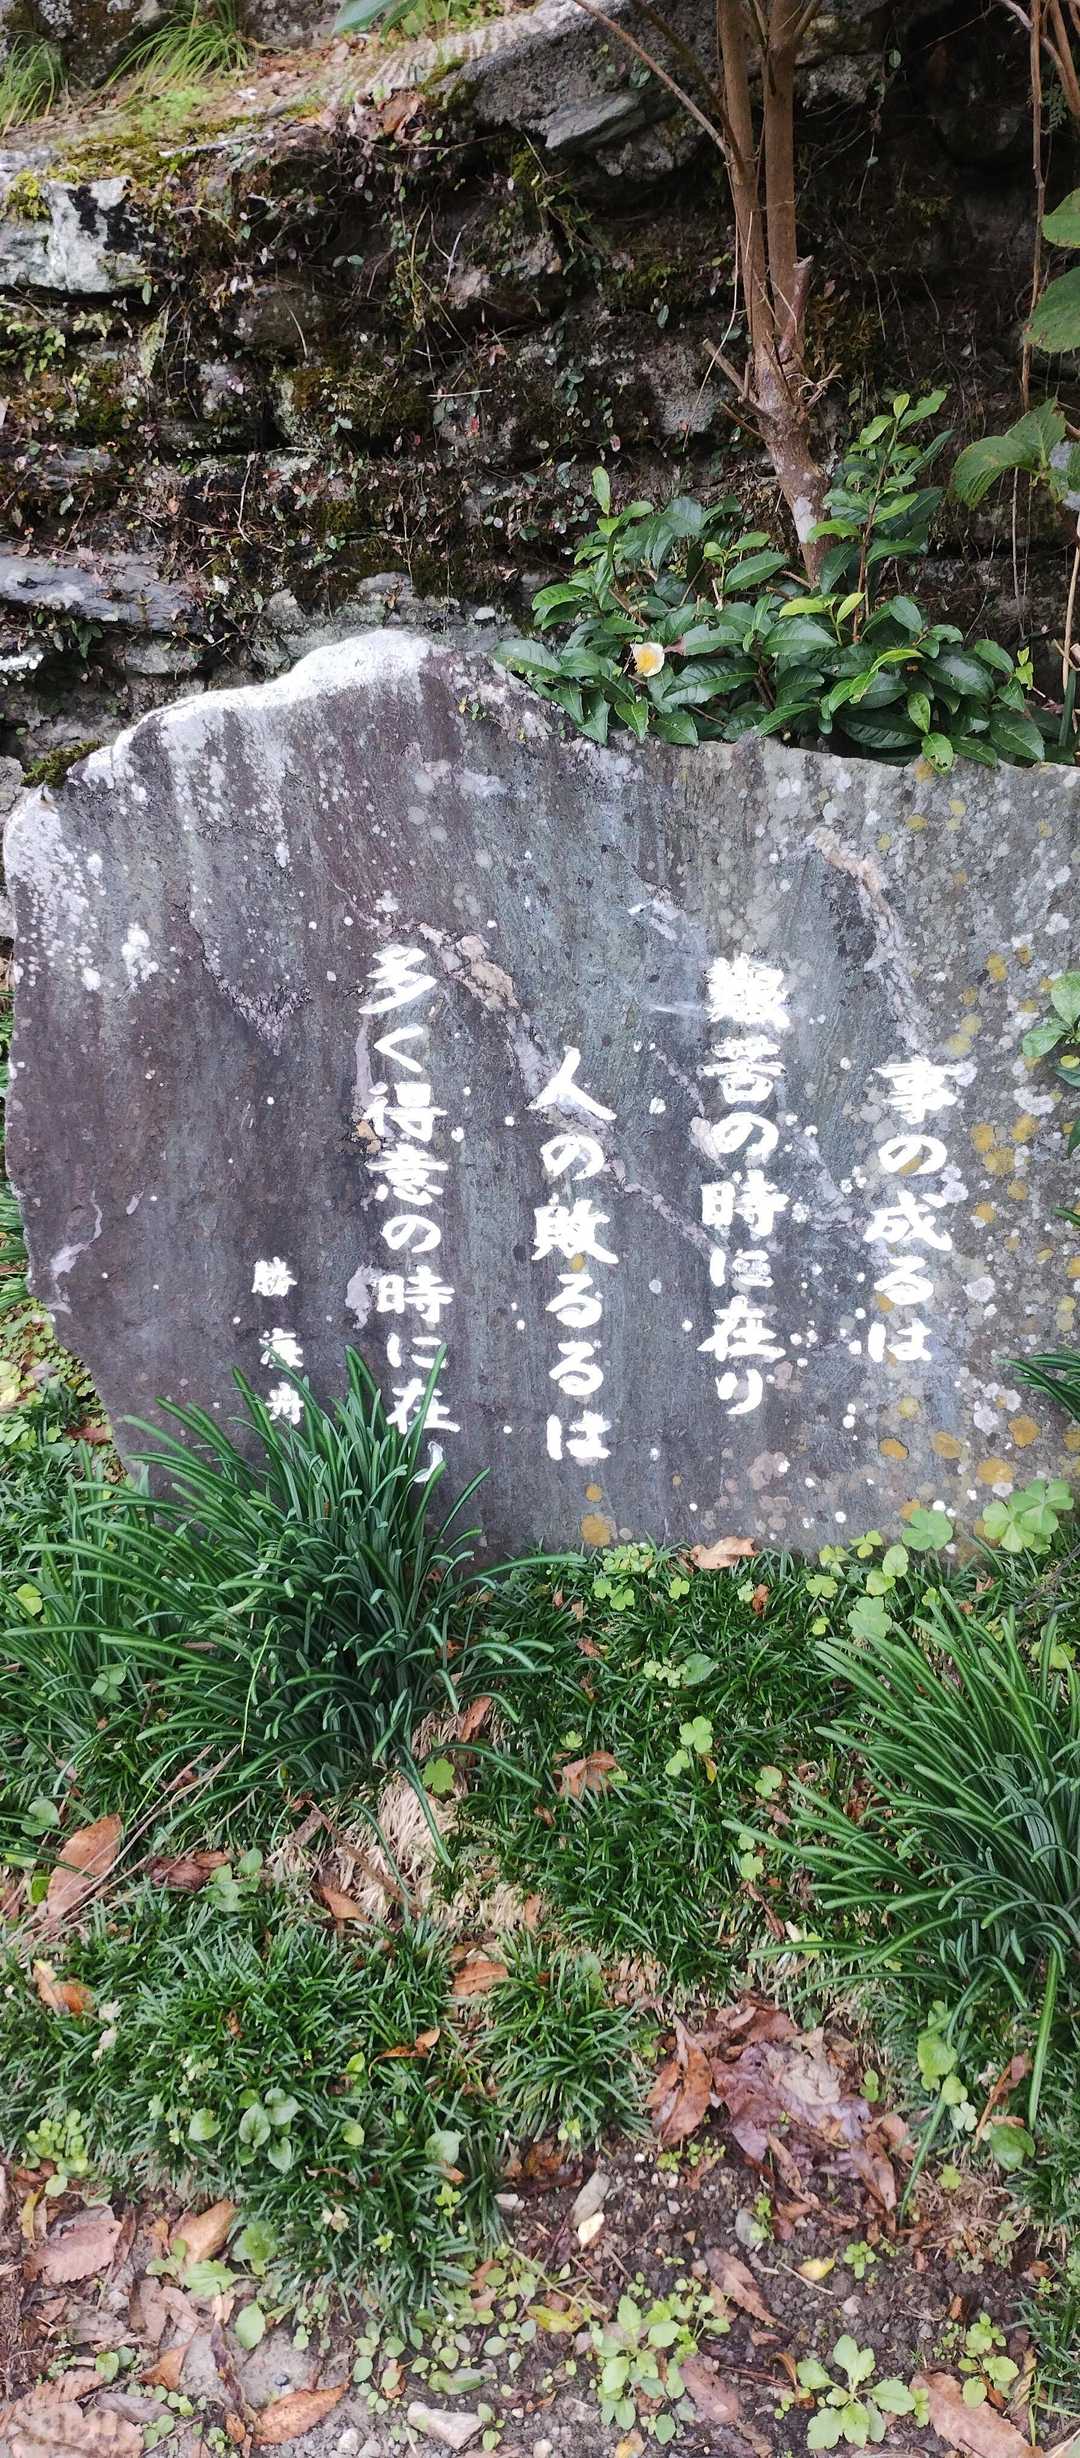 事の成るは
艱苦の時に在り
人の敗るるは
多く得意の時に在
勝海舟